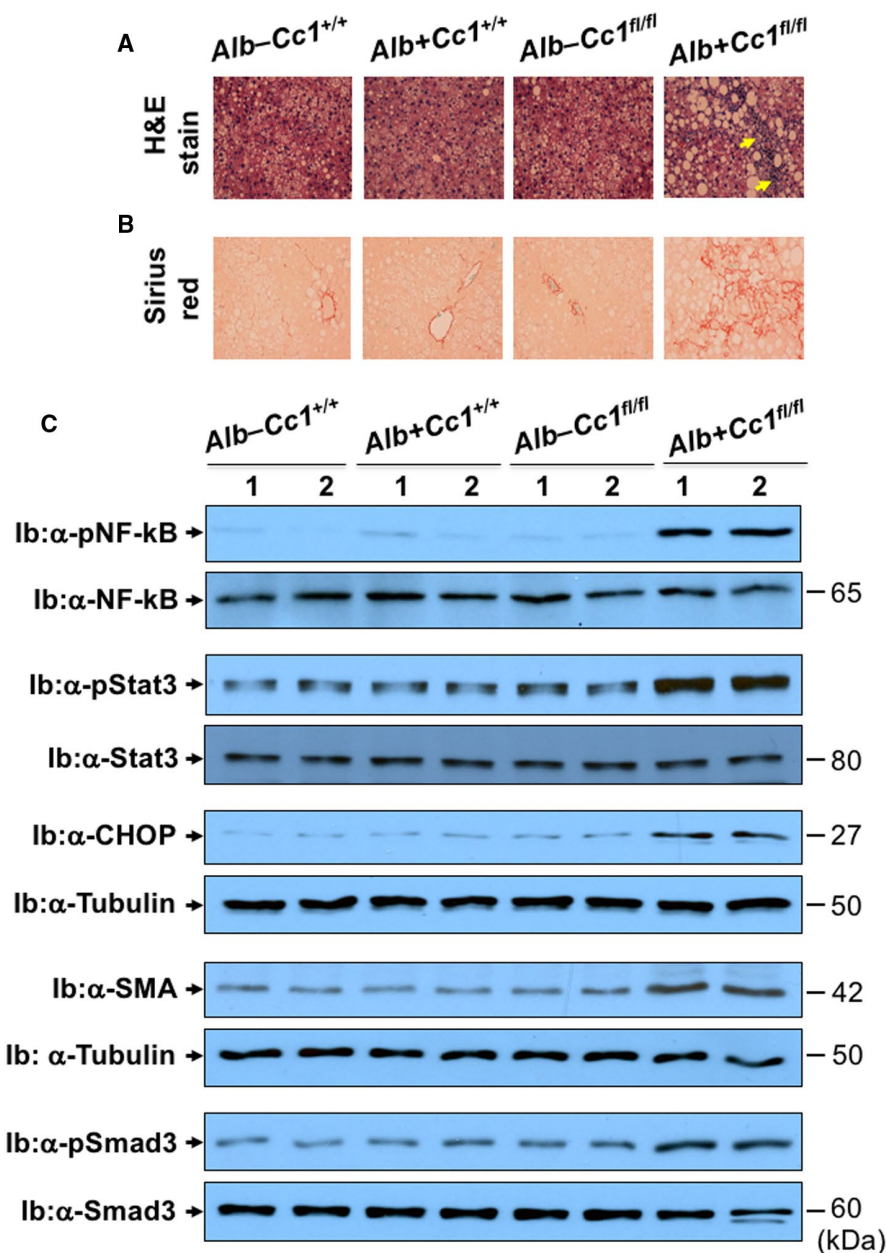 A
Alb–Cc1+/+ Alb+Cc1+/+ Alb–Cc1fl/fl Alb+Cc1fl/fl
H&E
stain
B
Sirius
red
C
Alb–Cc1+/+ Alb+Cc1+/+ Alb–Cc1fl/fl Alb+Cc1fl/fl
1 2 1 2 1 2 1 2
Ib:α-pNF-kB
Ib:α-NF-kB 65
Ib:α-pStat3
Ib:α-Stat3 80
Ib:α-CHOP 27
Ib:α-Tubulin 50
Ib:α-SMA 42
Ib: α-Tubulin 50
Ib:α-pSmad3
Ib:α-Smad3 60
(kDa)